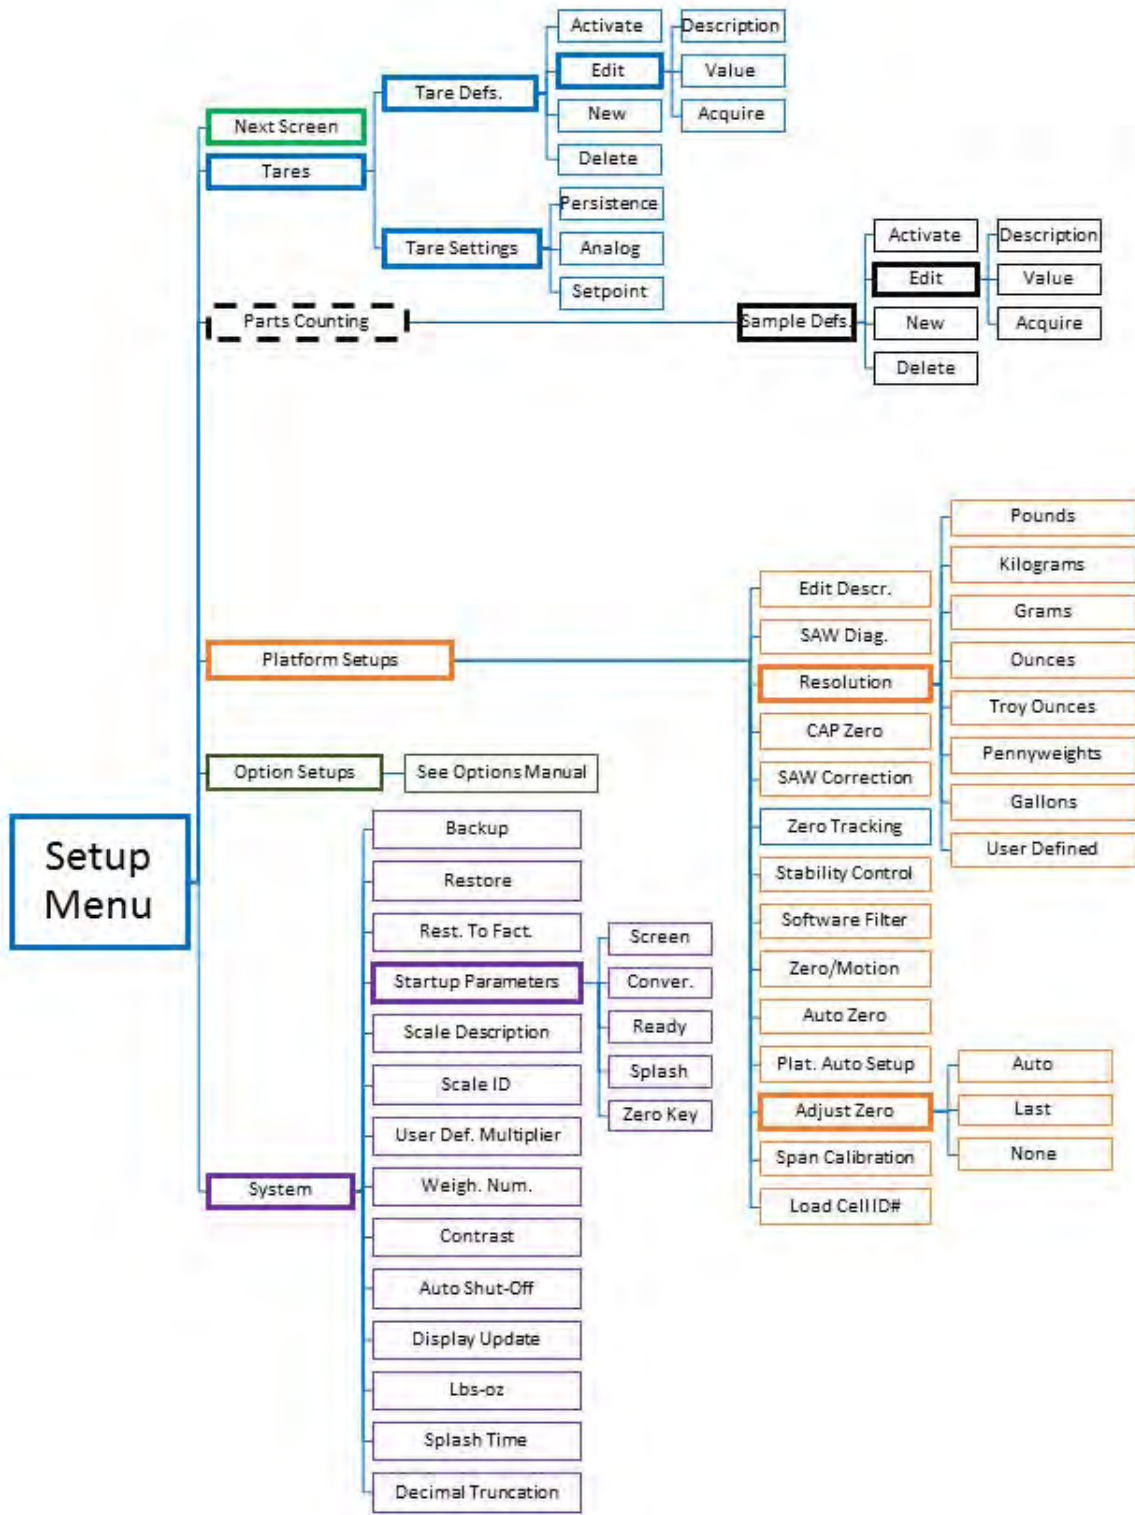 Setup
Menu
Next Screen
Tares
Tare Defs.
Activate
Edit
Description
Value
Acquire
New
Delete
Tare Settings
Persistence
Analog
Setpoint
Parts Counting
Sample Defs.
Activate
Edit
Description
Value
Acquire
New
Delete
Platform Setups
Edit Descr.
SAW Diag.
Resolution
Pounds
Kilograms
Grams
Ounces
Troy Ounces
Pennyweights
Gallons
User Defined
CAP Zero
SAW Correction
Zero Tracking
Stability Control
Software Filter
Zero/Motion
Auto Zero
Plat. Auto Setup
Adjust Zero
Auto
Last
None
Span Calibration
Load Cell ID#
Option Setups
See Options Manual
System
Backup
Restore
Rest. To Fact.
Startup Parameters
Screen
Conver.
Ready
Splash
Zero Key
Scale Description
Scale ID
User Def. Multiplier
Weigh. Num.
Contrast
Auto Shut-Off
Display Update
Lbs-oz
Splash Time
Decimal Truncation